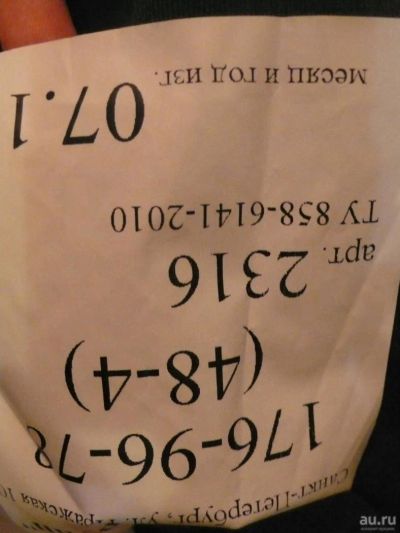 Санкт-Петербург, ул.
176-96-78
(48-4)
арт. 2316
ТУ 858-6141-2010
месяц и год изг.
07.1
au.ru